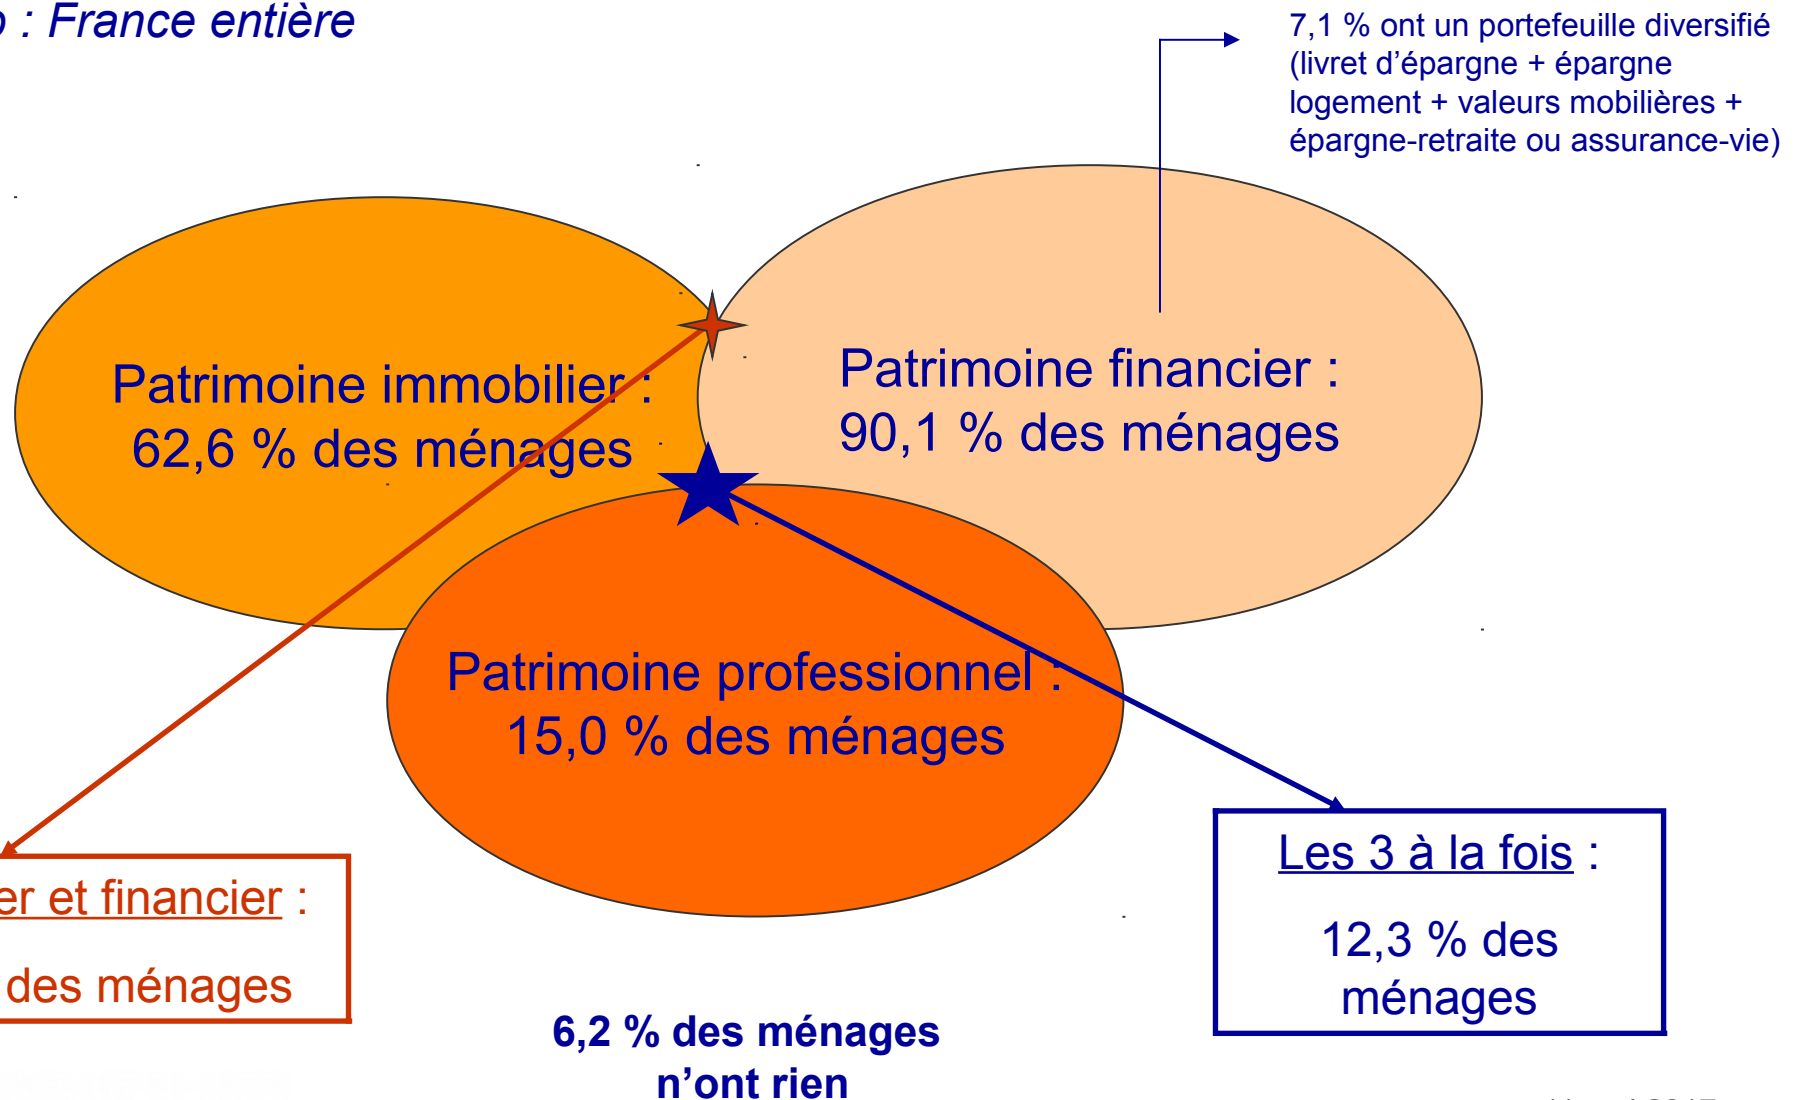 : France entière
7,1 % ont un portefeuille diversifié
(livret d’épargne + épargne
logement + valeurs mobilières +
épargne-retraite ou assurance-vie)
Patrimoine immobilier :
62,6 % des ménages
Patrimoine financier :
90,1 % des ménages
Patrimoine professionnel :
15,0 % des ménages
er et financier :
des ménages
Les 3 à la fois :
12,3 % des
ménages
6,2 % des ménages
n’ont rien